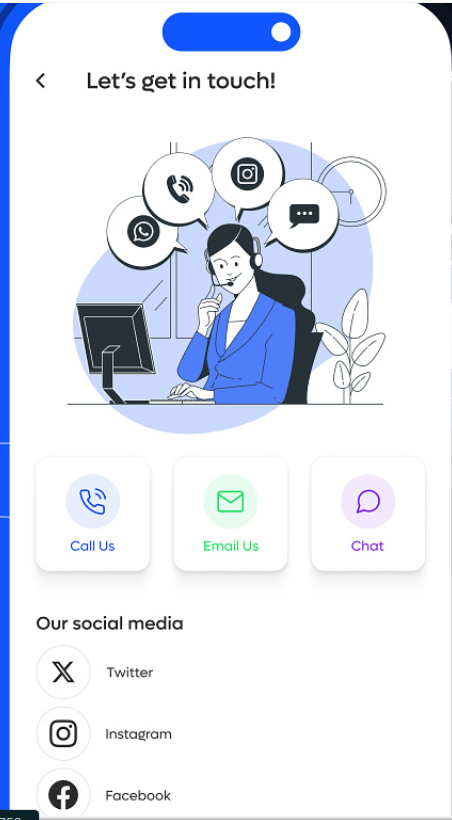 Let's get in touch!
Call Us
Email Us
Chat
Our social media
Twitter
Instagram
Facebook